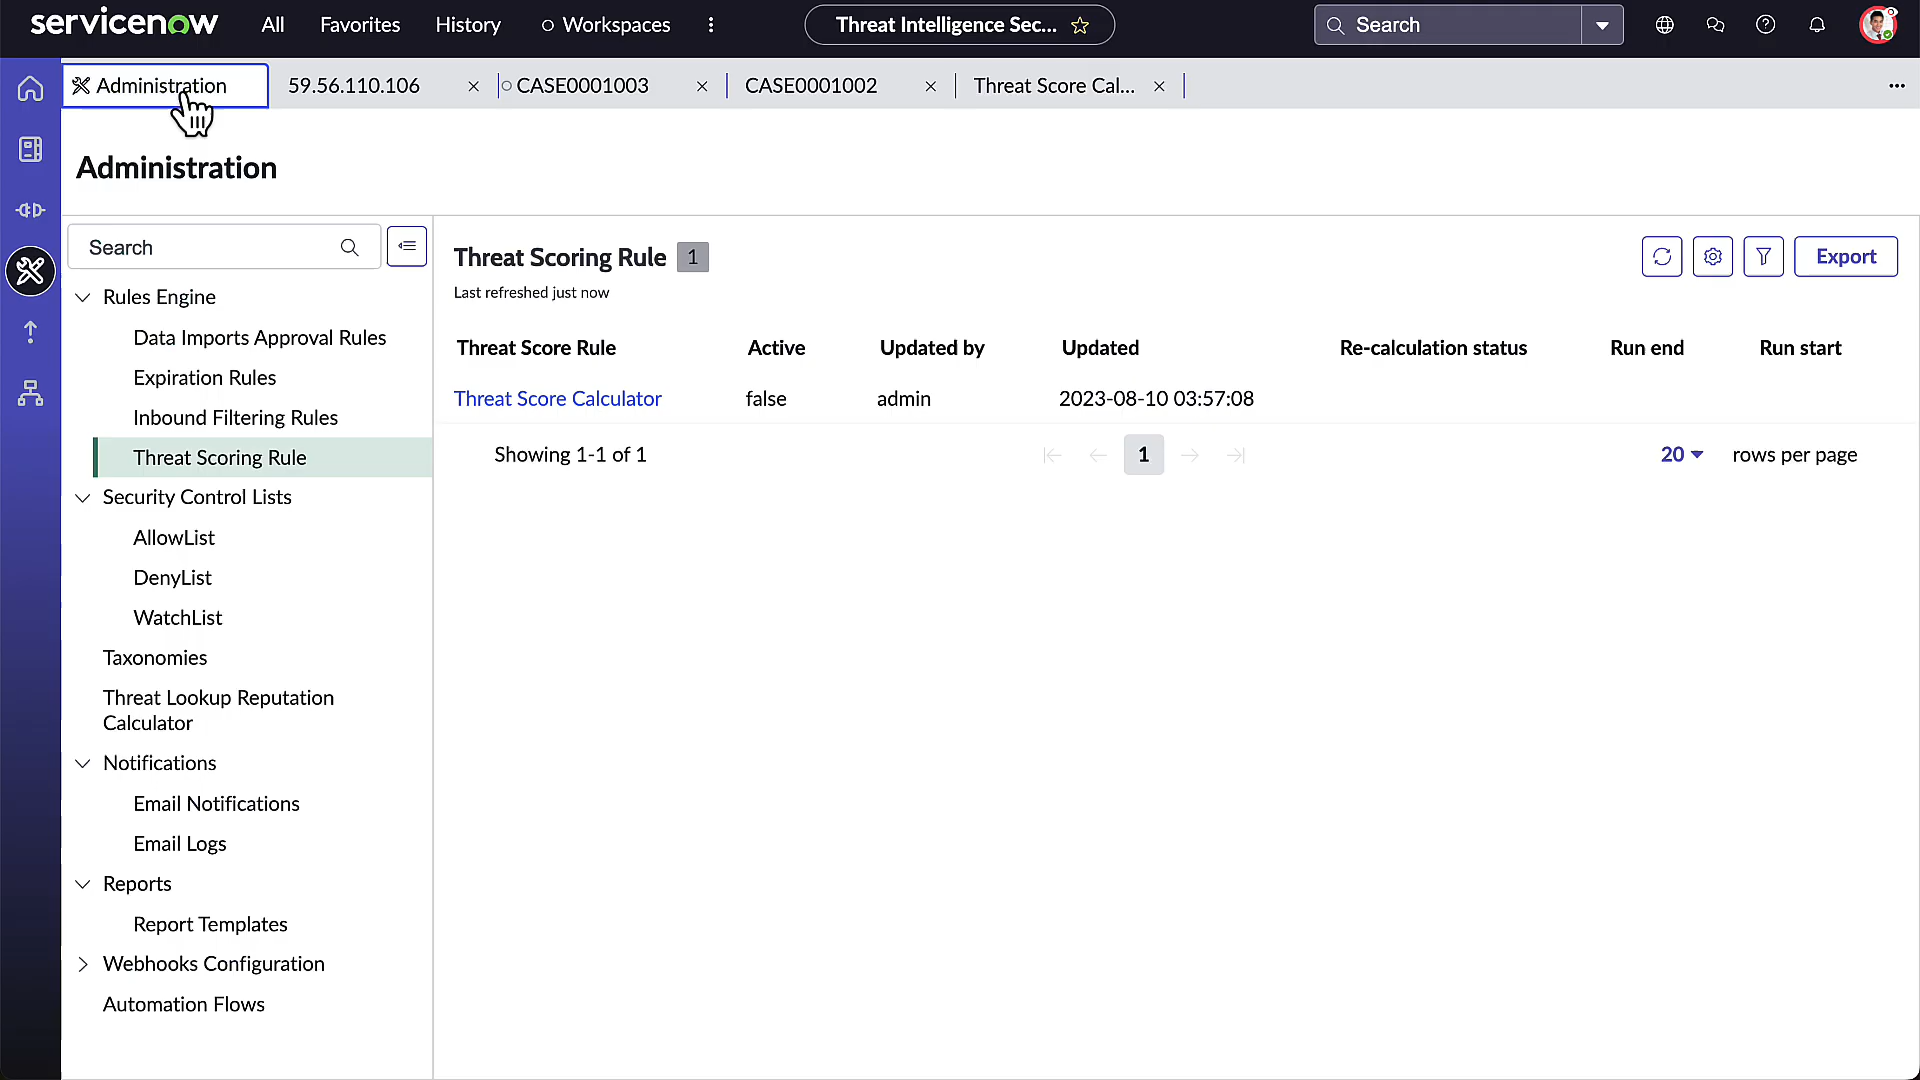 servicenow
All
Favorites
History
Workspaces
Threat Intelligence Sec...
Search
Administration
59.56.110.106
CASE0001003
CASE0001002
Threat Score Cal...
Administration
Search
Rules Engine
Data Imports Approval Rules
Expiration Rules
Inbound Filtering Rules
Threat Scoring Rule
Security Control Lists
AllowList
DenyList
WatchList
Taxonomies
Threat Lookup Reputation
Calculator
Notifications
Email Notifications
Email Logs
Reports
Report Templates
Webhooks Configuration
Automation Flows
Threat Scoring Rule 1
Last refreshed just now
Export
Threat Score Rule Active Updated by Updated Re-calculation status Run end Run start
Threat Score Calculator false admin 2023-08-10 03:57:08
Showing 1-1 of 1
1
20 rows per page